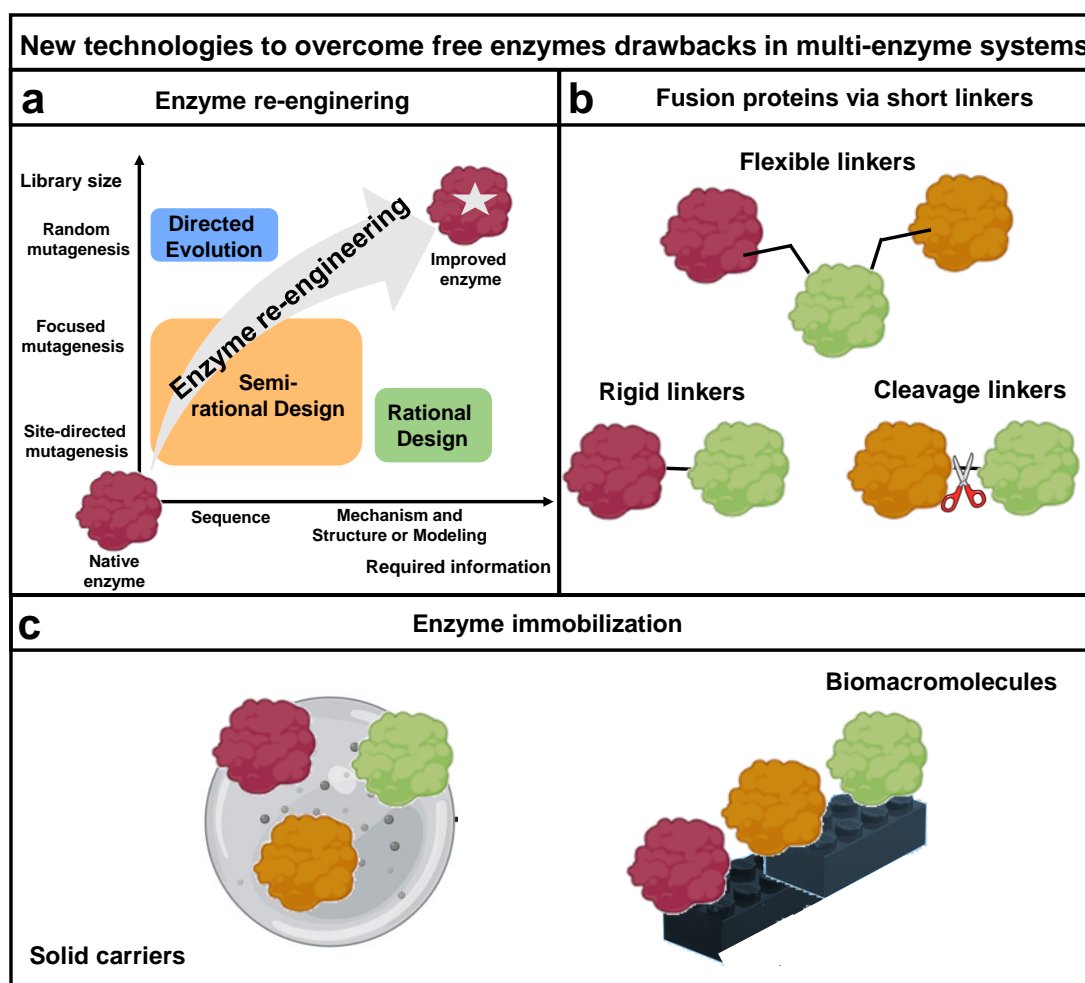 New technologies to overcome free enzymes drawbacks in multi-enzyme systems
a
Enzyme re-enginering
Library size
Random
mutagenesis
Focused
mutagenesis
Site-directed
mutagenesis
Directed
Evolution
Enzyme re-engineering
Improved
enzyme
Semi-
rational Design
Rational
Design
Native
enzyme
Sequence
Mechanism and
Structure or Modeling
Required information
b
Fusion proteins via short linkers
Flexible linkers
Rigid linkers
Cleavage linkers
c
Enzyme immobilization
Solid carriers
Biomacromolecules